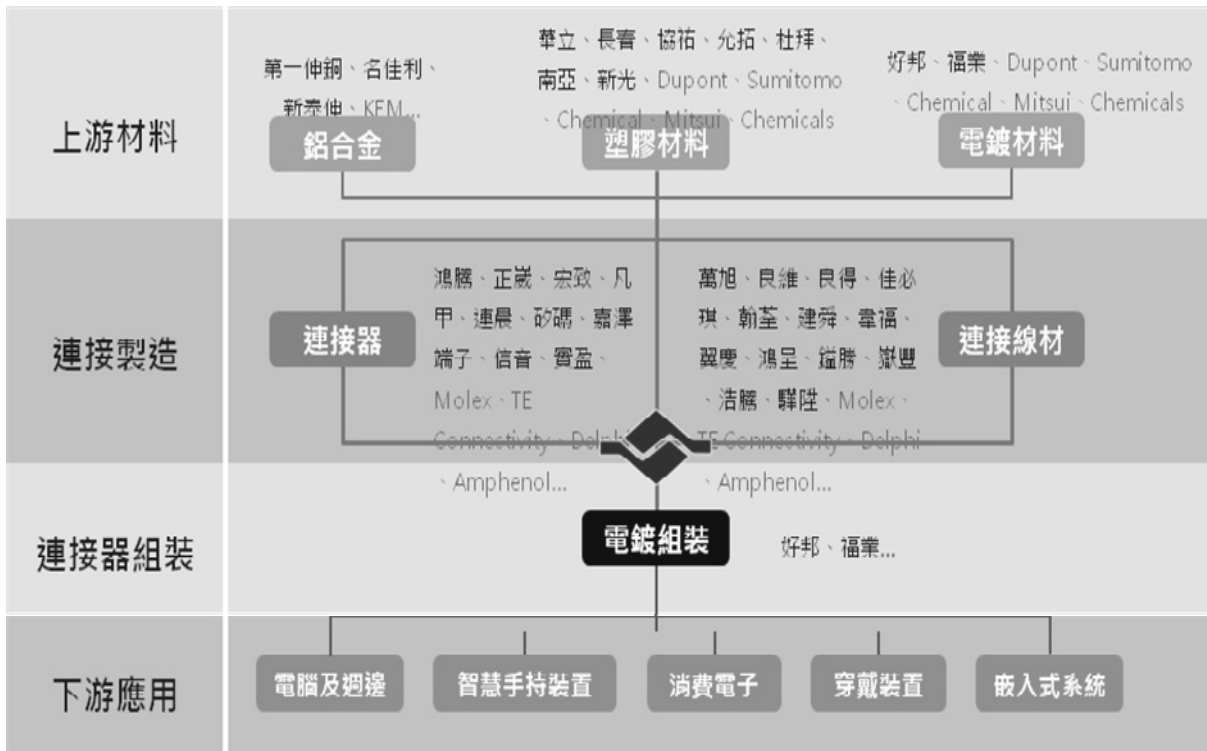 上游材料
第一伸銅、名佳利、
新泰伸、KEM...
鋁合金
華立、長春、協祐、允拓、杜拜、
南亞、新光、Dupont、Sumitomo
、Chemical、Mitsui、Chemicals
塑膠材料
好邦、福業、Dupont、Sumitomo
、Chemical、Mitsui、Chemicals
電鍍材料
連接製造
連接器
鴻騰、正崴、宏致、凡
甲、連展、矽瑪、嘉澤
端子、信音、實盈、
Molex、TE
Connectivity、Delphi
、Amphenol...
萬旭、良維、良得、佳必
琪、翰荃、建舜、韋福、
翼慶、鴻呈、鎰勝、嶽豐
、浩騰、驊陞、Molex、
TE Connectivity、Delphi
、Amphenol...
連接線材
連接器組裝
電鍍組裝
好邦、福業...
下游應用
電腦及週邊
智慧手持裝置
消費電子
穿戴裝置
嵌入式系統